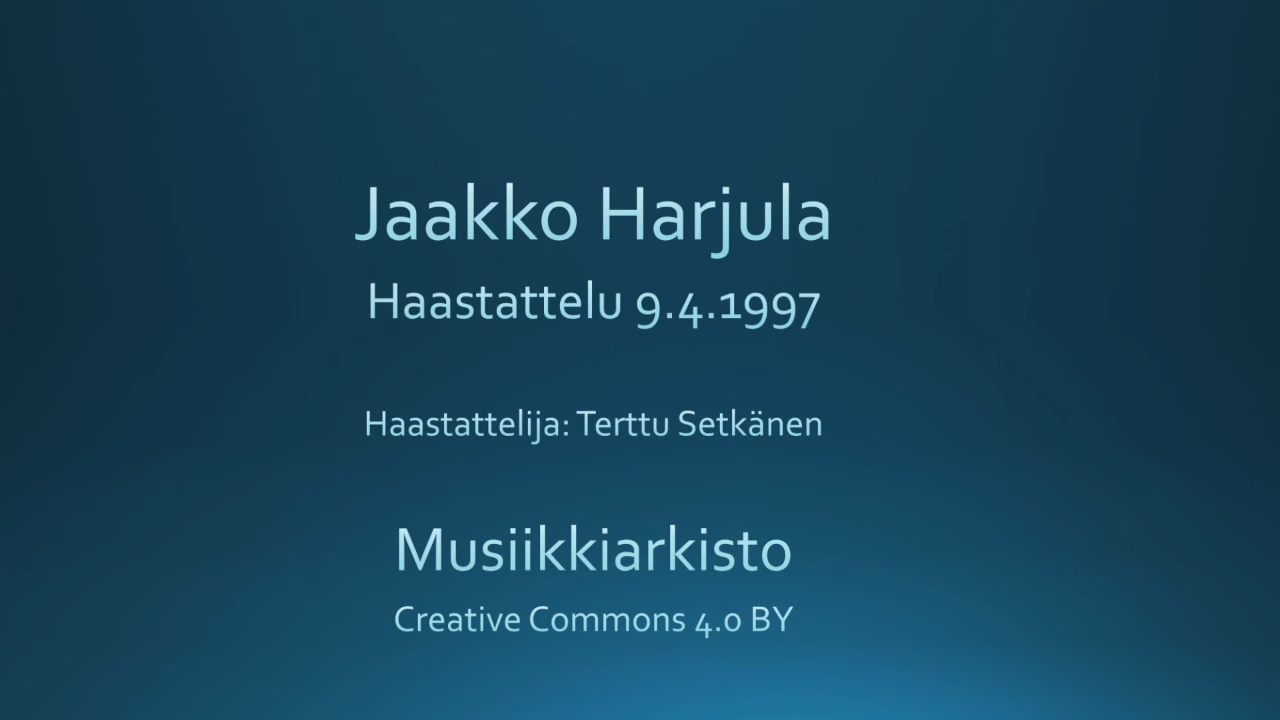 Jaakko Harjula
Haastattelu 9.4.1997
Haastattelija: Terttu Setkänen
Musiikkiarkisto
Creative Commons 4.0 BY